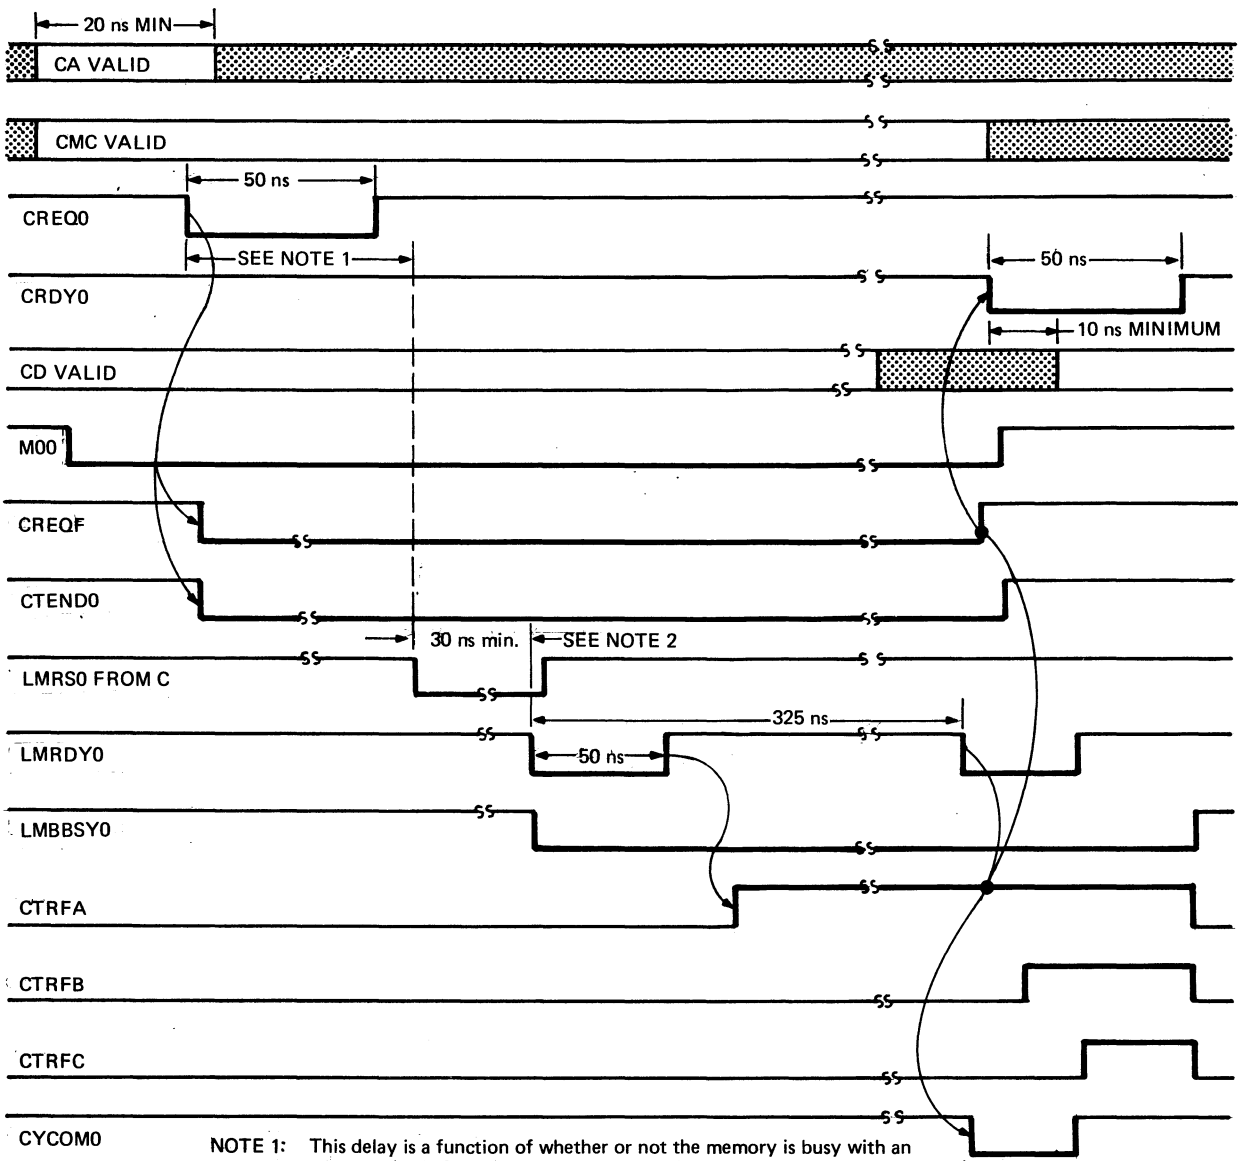 20 ns MIN
CA VALID
CMC VALID
50 ns
CREQ0
SEE NOTE 1
50 ns
CRDY0
10 ns MINIMUM
CD VALID
M00
CREQF
CTEND0
30 ns min.
SEE NOTE 2
LMRS0 FROM C
325 ns
LMRDY0
50 ns
LMBBSY0
CTRFA
CTRFB
CTRFC
CYCOM0
NOTE 1: This delay is a function of whether or not the memory is busy with an